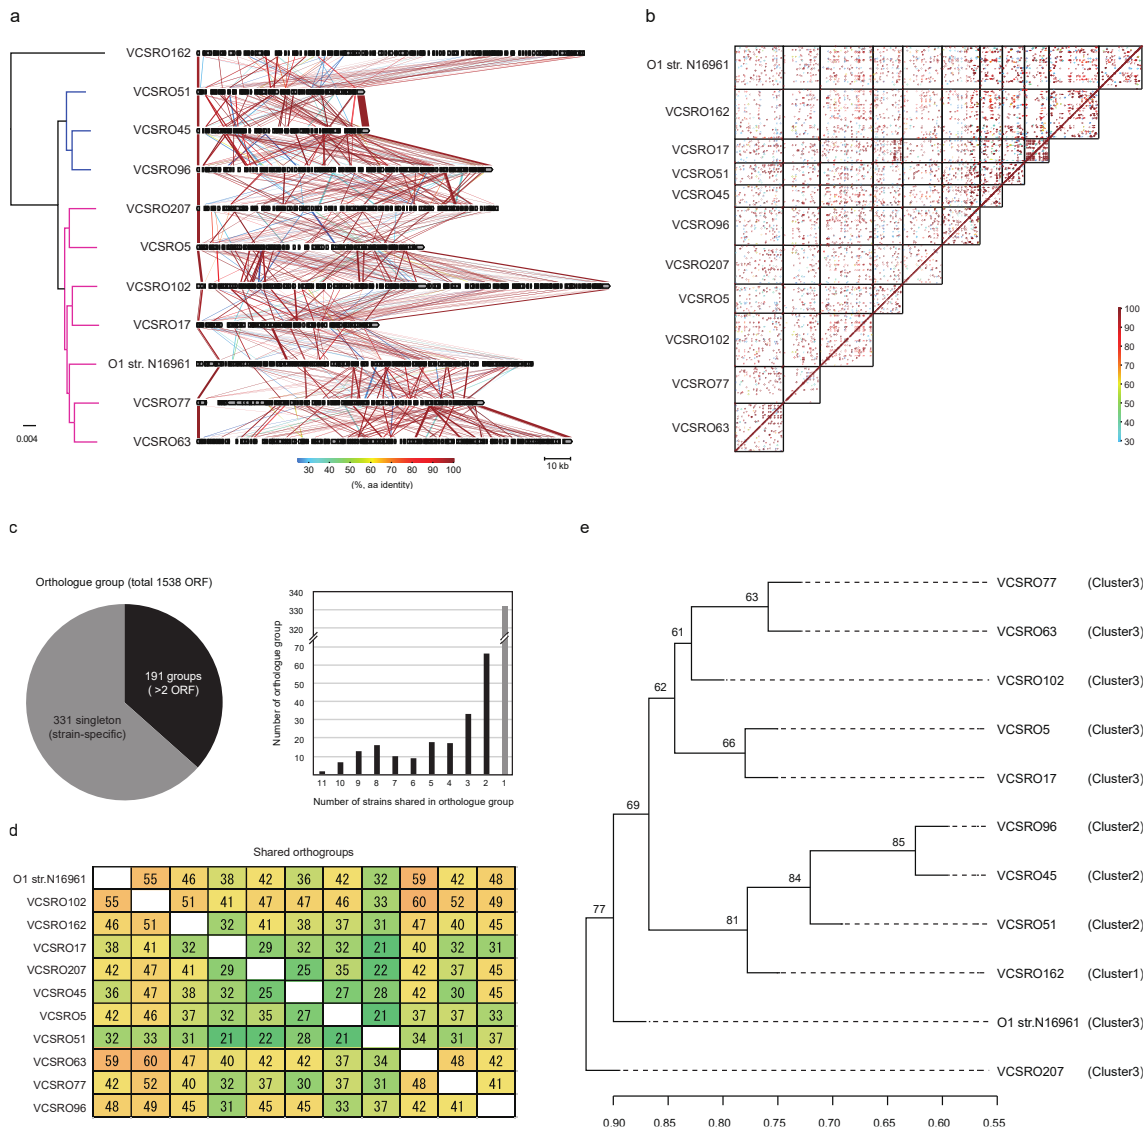 a
VCSRO162
VCSRO51
VCSRO45
VCSRO96
VCSRO207
VCSRO5
VCSRO102
VCSRO17
O1 str. N16961
VCSRO77
VCSRO63
0.004
30 40 50 60 70 80 90 100
(%, aa identity)
10 kb
b
O1 str. N16961
VCSRO162
VCSRO17
VCSRO51
VCSRO45
VCSRO96
VCSRO207
VCSRO5
VCSRO102
VCSRO77
VCSRO63
100
90
80
70
60
50
40
30
c
Orthologue group (total 1538 ORF)
191 groups
( >2 ORF)
331 singleton
(strain-specific)
Number of orthologue group
340
330
320
70
60
50
40
30
20
10
11 10 9 8 7 6 5 4 3 2 1
Number of strains shared in orthologue group
d
Shared orthogroups
O1 str.N16961 55 46 38 42 36 42 32 59 42 48
VCSRO102 55 51 41 47 47 46 33 60 52 49
VCSRO162 46 51 32 41 38 37 31 47 40 45
VCSRO17 38 41 32 29 32 32 21 40 32 31
VCSRO207 42 47 41 29 25 35 22 42 37 45
VCSRO45 36 47 38 32 25 27 28 42 30 45
VCSRO5 42 46 37 32 35 27 21 37 37 33
VCSRO51 32 33 31 21 22 28 21 34 31 37
VCSRO63 59 60 47 40 42 42 37 34 48 42
VCSRO77 42 52 40 32 37 30 37 31 48 41
VCSRO96 48 49 45 31 45 45 33 37 42 41
e
VCSRO77 (Cluster3)
63
VCSRO63 (Cluster3)
61
VCSRO102 (Cluster3)
62
VCSRO5 (Cluster3)
66
VCSRO17 (Cluster3)
69
VCSRO96 (Cluster2)
85
VCSRO45 (Cluster2)
84
VCSRO51 (Cluster2)
81
VCSRO162 (Cluster1)
77
O1 str.N16961 (Cluster3)
VCSRO207 (Cluster3)
0.90 0.80 0.75 0.70 0.65 0.60 0.55